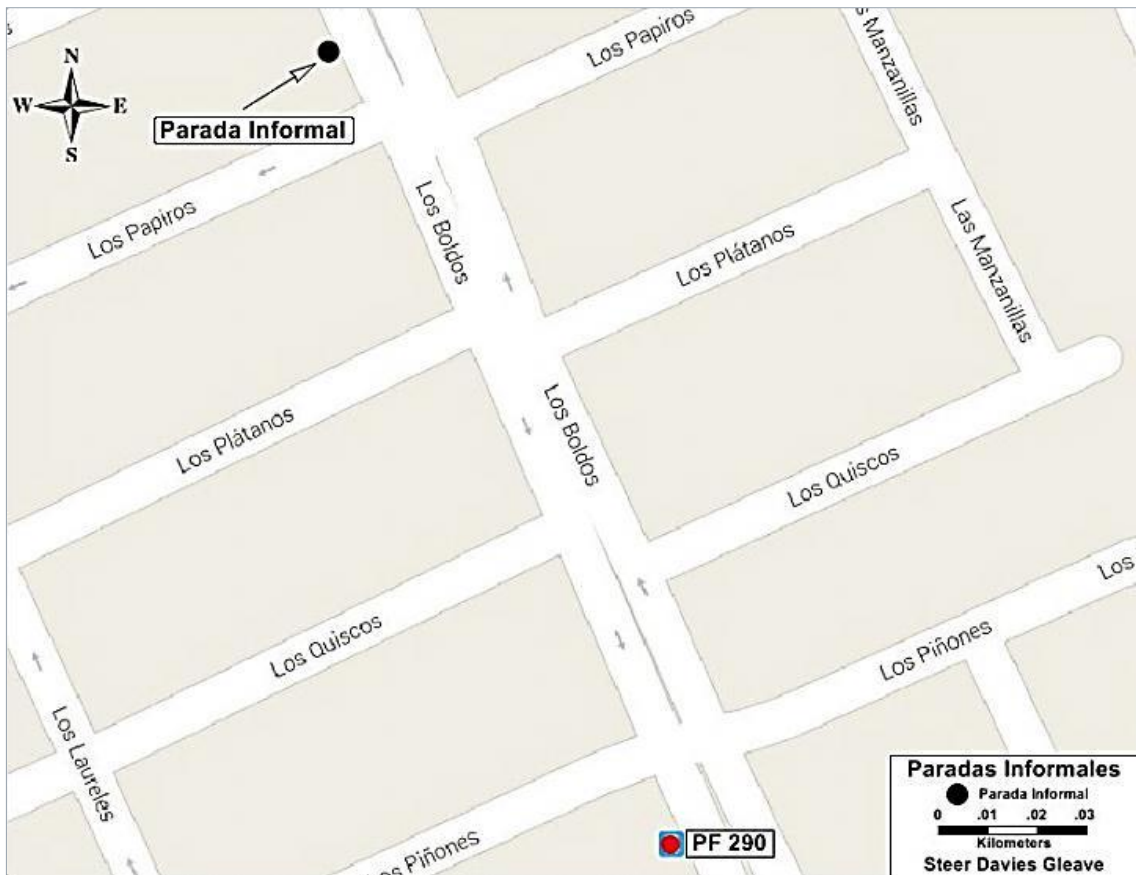 N
W E
S
Parada Informal
Los Papiros
Manzanillas
Los Papiros
Los Boldos
Los Plátanos
Las Manzanillas
Los Plátanos
Los Boldos
Los Quiscos
Los Quiscos
Los
Los Piñones
Los Laureles
os Piñones
PF 290
Paradas Informales
Parada Informal
0 .01 .02 .03
Kilometers
Steer Davies Gleave